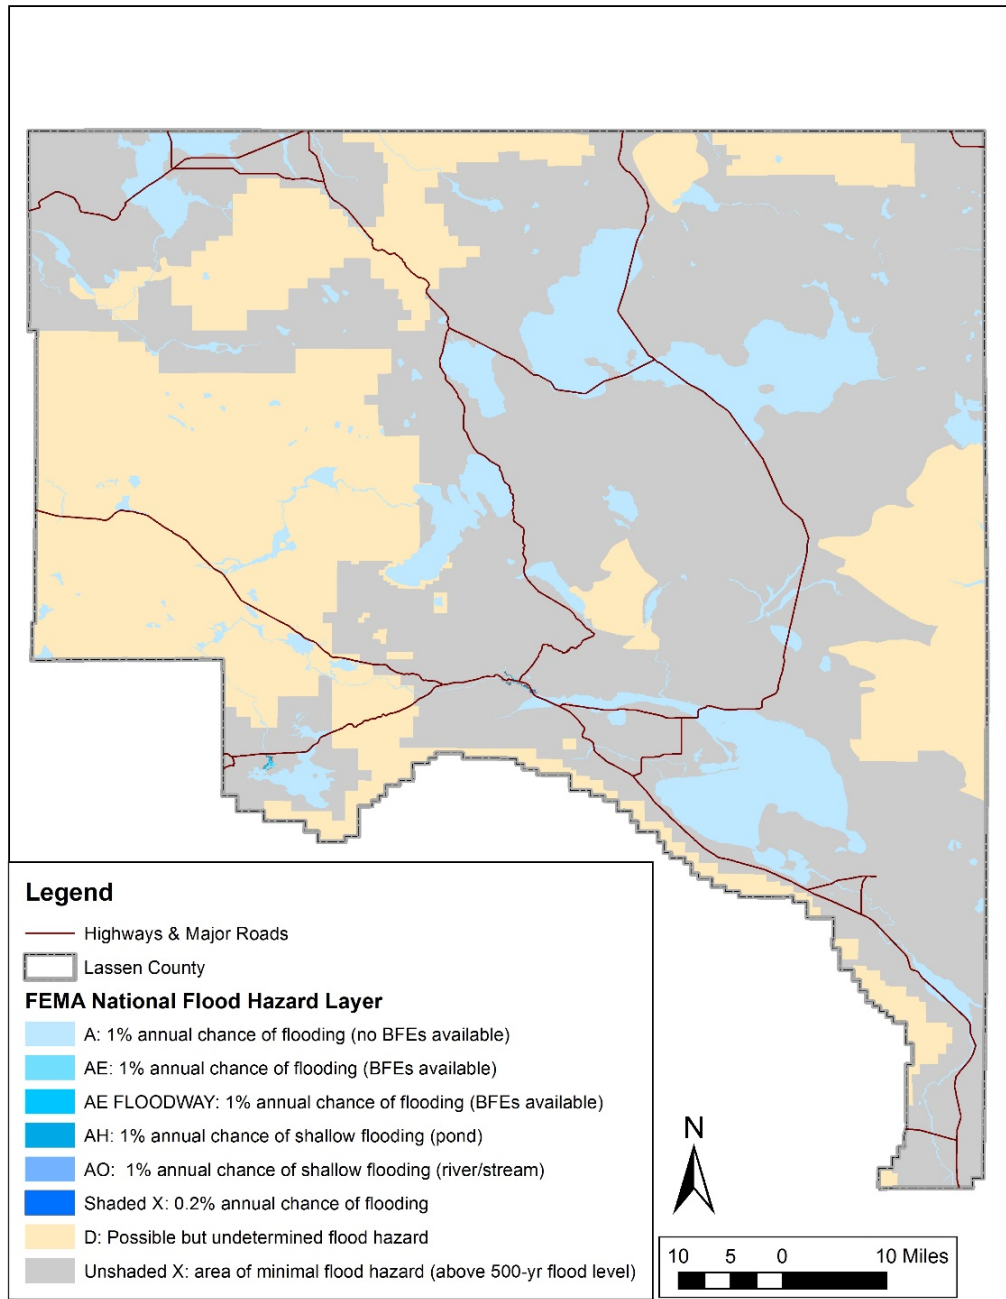 Legend
Highways & Major Roads
Lassen County
FEMA National Flood Hazard Layer
A: 1% annual chance of flooding (no BFEs available)
AE: 1% annual chance of flooding (BFEs available)
AE FLOODWAY: 1% annual chance of flooding (BFEs available)
AH: 1% annual chance of shallow flooding (pond)
AO:  1% annual chance of shallow flooding (river/stream)
Shaded X: 0.2% annual chance of flooding
D: Possible but undetermined flood hazard
Unshaded X: area of minimal flood hazard (above 500-yr flood level)
N
10 5 0 10 Miles